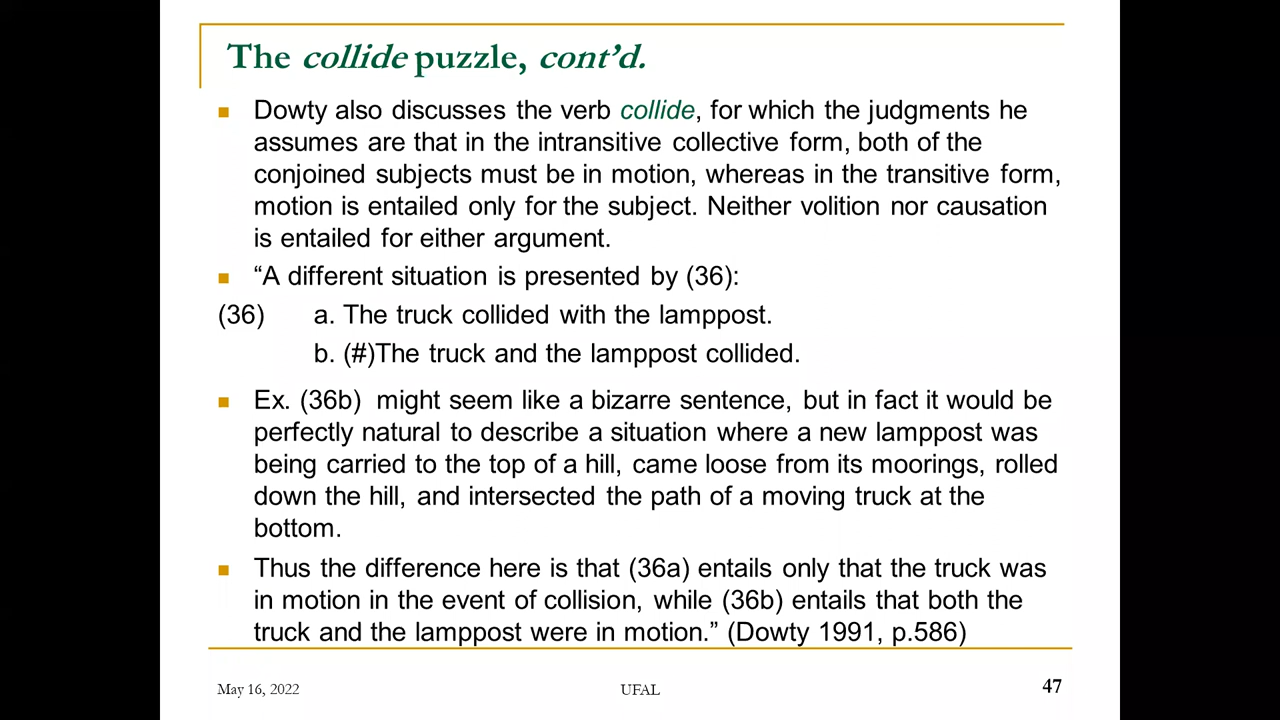 The collide puzzle, cont’d.
Dowty also discusses the verb collide, for which the judgments he
assumes are that in the intransitive collective form, both of the
conjoined subjects must be in motion, whereas in the transitive form,
motion is entailed only for the subject. Neither volition nor causation
is entailed for either argument.
“A different situation is presented by (36):
(36) a. The truck collided with the lamppost.
b. (#)The truck and the lamppost collided.
Ex. (36b) might seem like a bizarre sentence, but in fact it would be
perfectly natural to describe a situation where a new lamppost was
being carried to the top of a hill, came loose from its moorings, rolled
down the hill, and intersected the path of a moving truck at the
bottom.
Thus the difference here is that (36a) entails only that the truck was
in motion in the event of collision, while (36b) entails that both the
truck and the lamppost were in motion.” (Dowty 1991, p.586)
May 16, 2022 UFAL 47